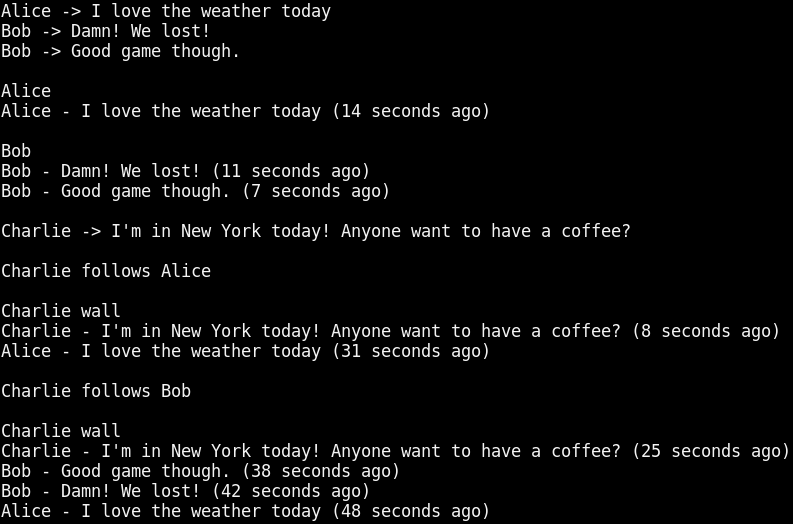 Alice -> I love the weather today
Bob -> Damn! We lost!
Bob -> Good game though.
Alice
Alice - I love the weather today (14 seconds ago)
Bob
Bob - Damn! We lost! (11 seconds ago)
Bob - Good game though. (7 seconds ago)
Charlie -> I'm in New York today! Anyone want to have a coffee?
Charlie follows Alice
Charlie wall
Charlie - I'm in New York today! Anyone want to have a coffee? (8 seconds ago)
Alice - I love the weather today (31 seconds ago)
Charlie follows Bob
Charlie wall
Charlie - I'm in New York today! Anyone want to have a coffee? (25 seconds ago)
Bob - Good game though. (38 seconds ago)
Bob - Damn! We lost! (42 seconds ago)
Alice - I love the weather today (48 seconds ago)